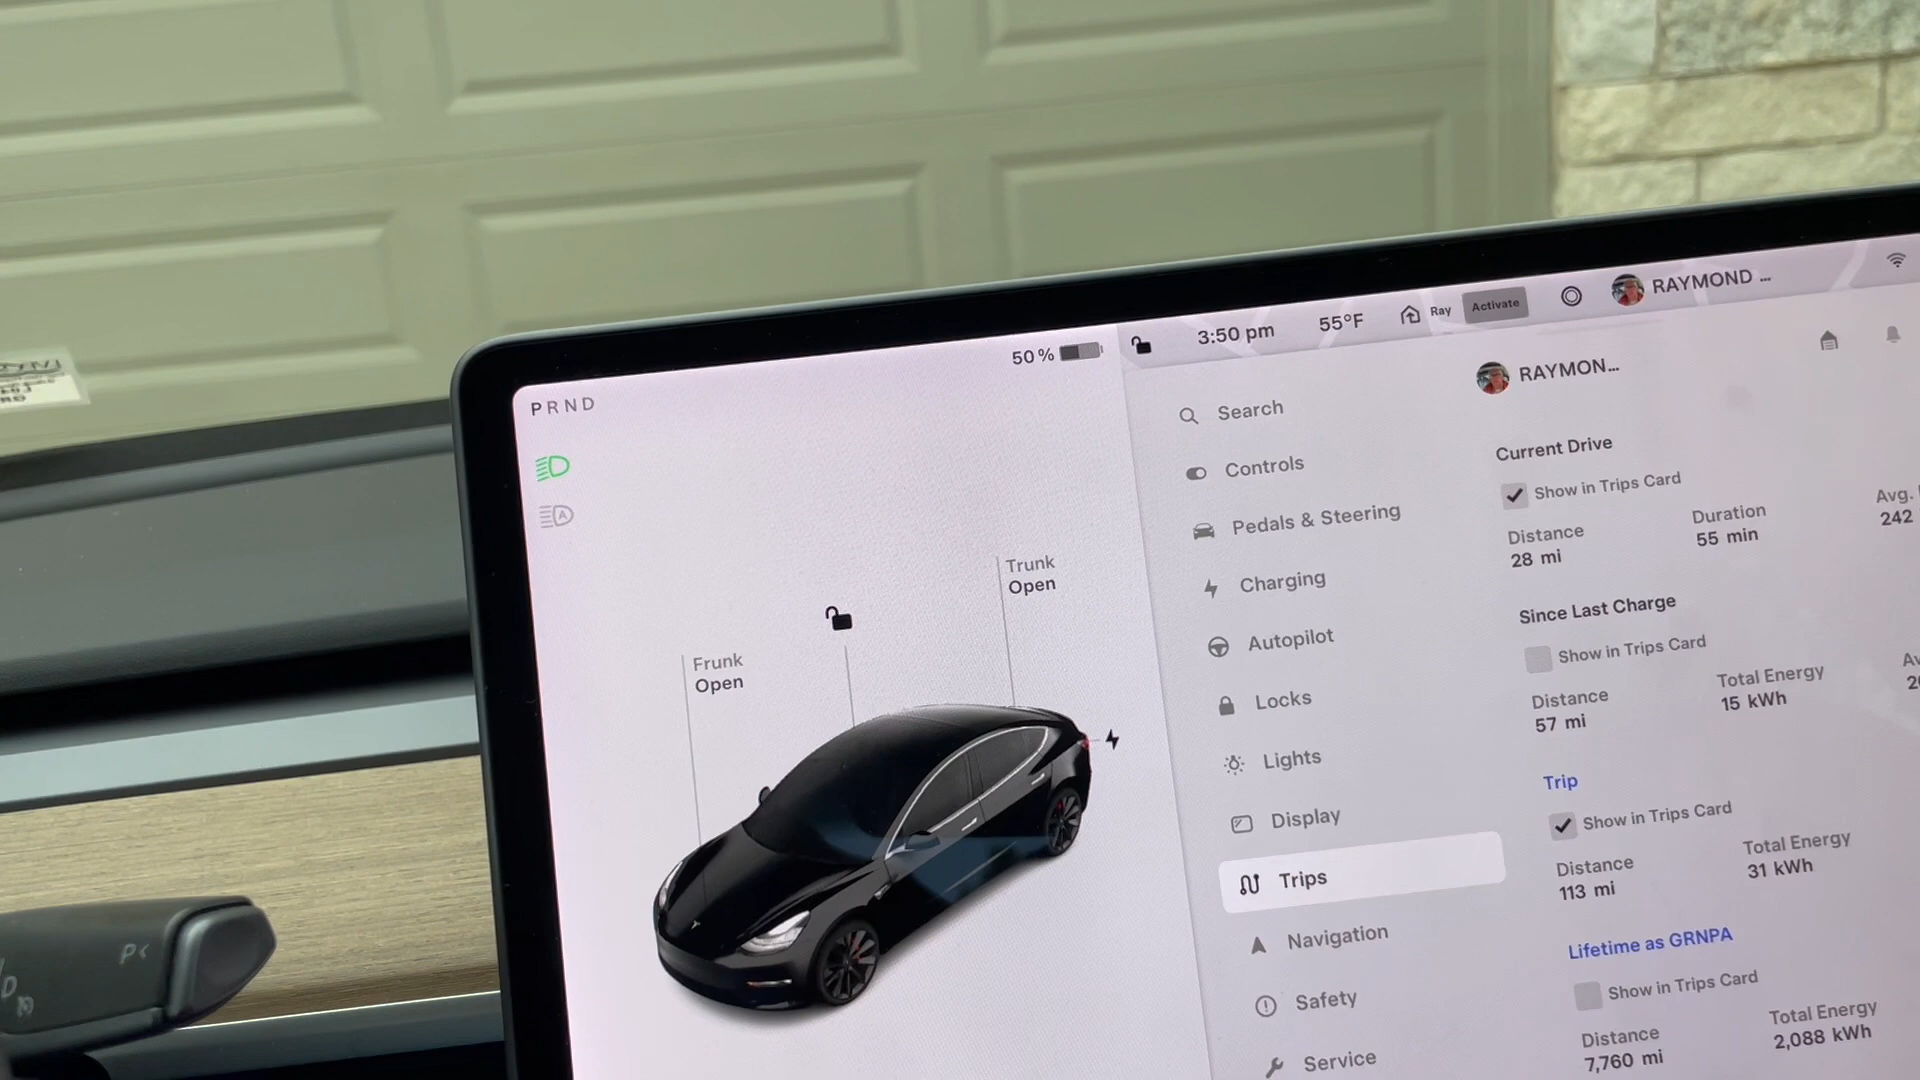 PRND
50 %
3:50 pm
55°F
Ray
Activate
RAYMOND ...
Trunk
Open
Frunk
Open
Search
Controls
Pedals & Steering
Charging
Autopilot
Locks
Lights
Display
Trips
Navigation
Safety
Service
RAYMON...
Current Drive
Show in Trips Card
Distance
28 mi
Duration
55 min
Avg.
242
Since Last Charge
Show in Trips Card
Distance
57 mi
Total Energy
15 kWh
Trip
Show in Trips Card
Distance
113 mi
Total Energy
31 kWh
Lifetime as GRNPA
Show in Trips Card
Distance
7,760 mi
Total Energy
2,088 kWh
P<
D